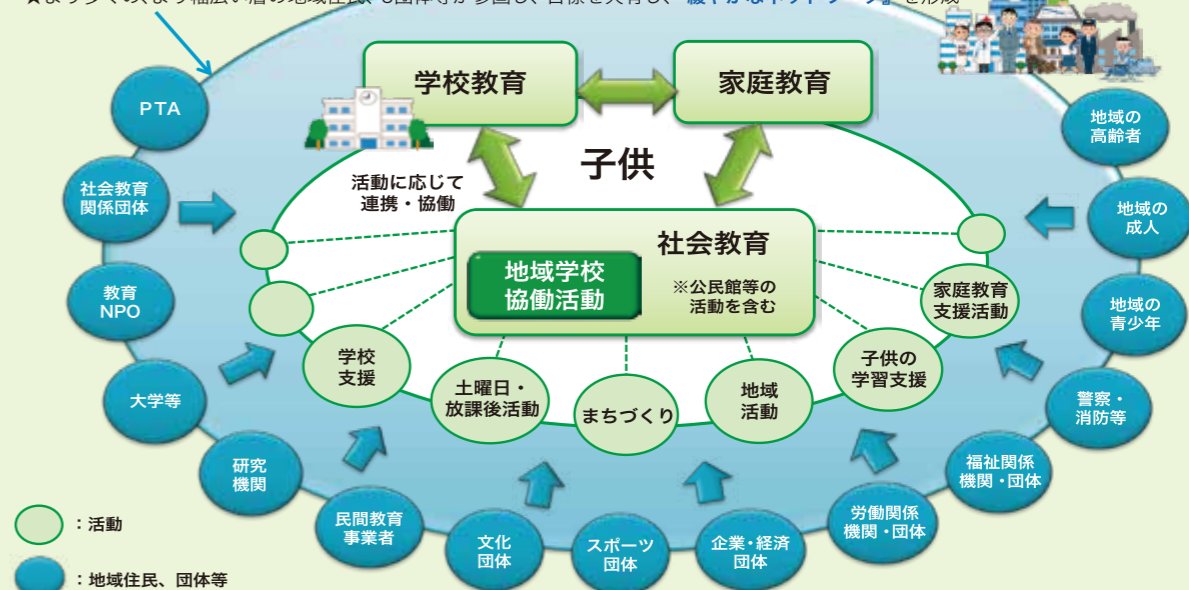 学校教育
家庭教育
子供
活動に応じて
連携・協働
社会教育
地域学校
協働活動
※公民館等の
活動を含む
学校
支援
土曜日・
放課後活動
まちづくり
地域
活動
子供の
学習支援
家庭教育
支援活動
PTA
社会教育
関係団体
教育
NPO
大学等
研究
機関
民間教育
事業者
文化
団体
スポーツ
団体
企業・経済
団体
労働関係
機関・団体
福祉関係
機関・団体
警察・
消防等
地域の
青少年
地域の
成人
地域の
高齢者
：活動
：地域住民、団体等